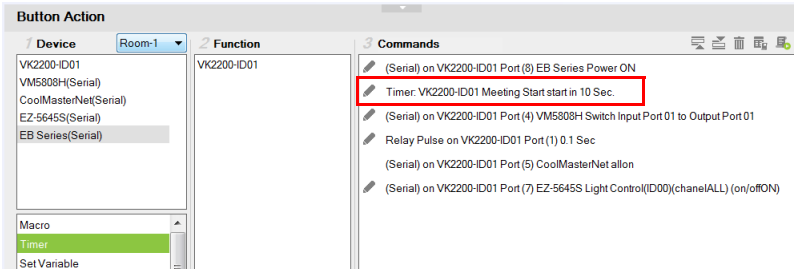 Button Action
1 Device Room-1
VK2200-ID01
VM5808H(Serial)
CoolMasterNet(Serial)
EZ-5645S(Serial)
EB Series(Serial)
Macro
Timer
Set Variable
2 Function
VK2200-ID01
3 Commands
(Serial) on VK2200-ID01 Port (8) EB Series Power ON
Timer: VK2200-ID01 Meeting Start start in 10 Sec.
(Serial) on VK2200-ID01 Port (4) VM5808H Switch Input Port 01 to Output Port 01
Relay Pulse on VK2200-ID01 Port (1) 0.1 Sec
(Serial) on VK2200-ID01 Port (5) CoolMasterNet allon
(Serial) on VK2200-ID01 Port (7) EZ-5645S Light Control(ID00)(chanelALL) (on/offON)